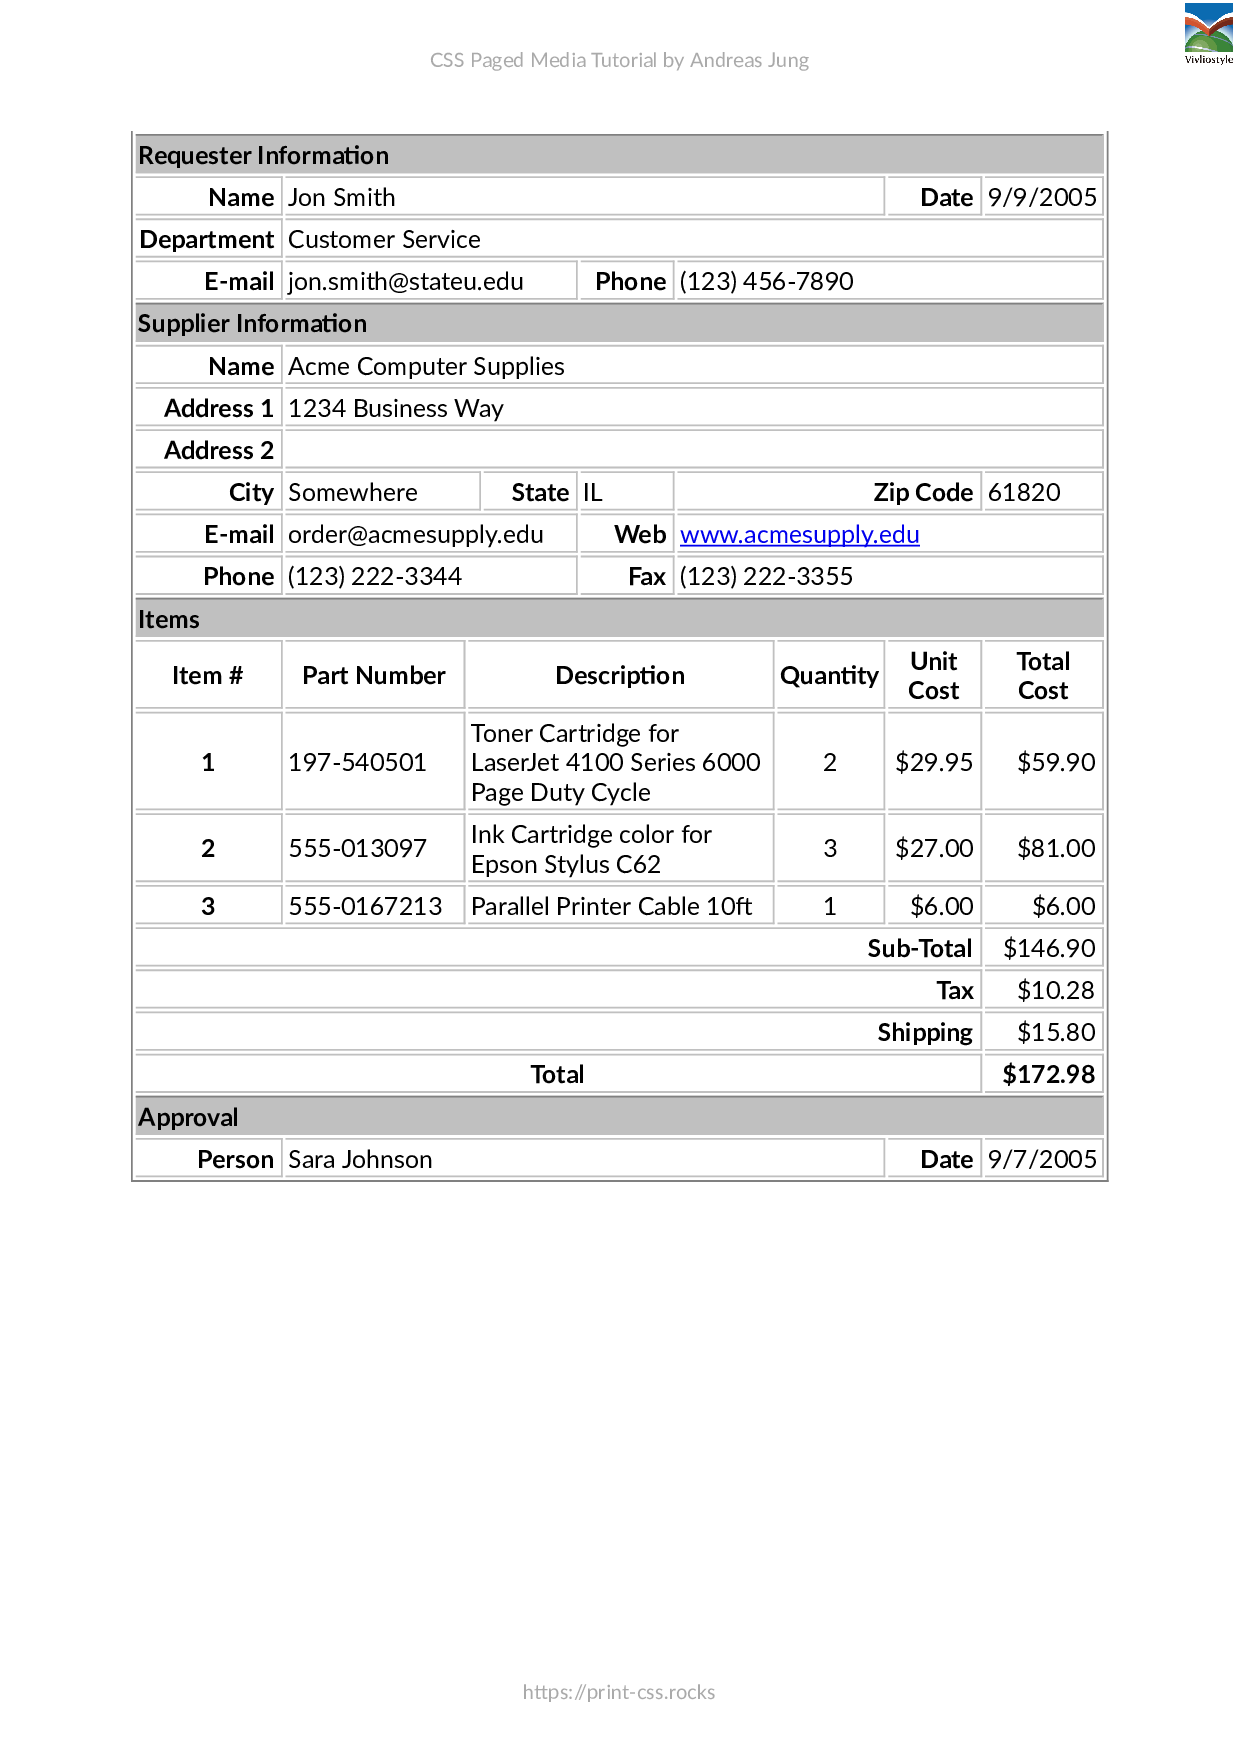 CSS Paged Media Tutorial by Andreas Jung
Vivliostyle
Requester Information
Name Jon Smith Date 9/9/2005
Department Customer Service
E-mail jon.smith@stateu.edu Phone (123) 456-7890
Supplier Information
Name Acme Computer Supplies
Address 1 1234 Business Way
Address 2
City Somewhere State IL Zip Code 61820
E-mail order@acmesupply.edu Web www.acmesupply.edu
Phone (123) 222-3344 Fax (123) 222-3355
Items
Item # Part Number Description Quantity Unit Cost Total Cost
1 197-540501 Toner Cartridge for LaserJet 4100 Series 6000 Page Duty Cycle 2 $29.95 $59.90
2 555-013097 Ink Cartridge color for Epson Stylus C62 3 $27.00 $81.00
3 555-0167213 Parallel Printer Cable 10ft 1 $6.00 $6.00
Sub-Total $146.90
Tax $10.28
Shipping $15.80
Total $172.98
Approval
Person Sara Johnson Date 9/7/2005
https://print-css.rocks